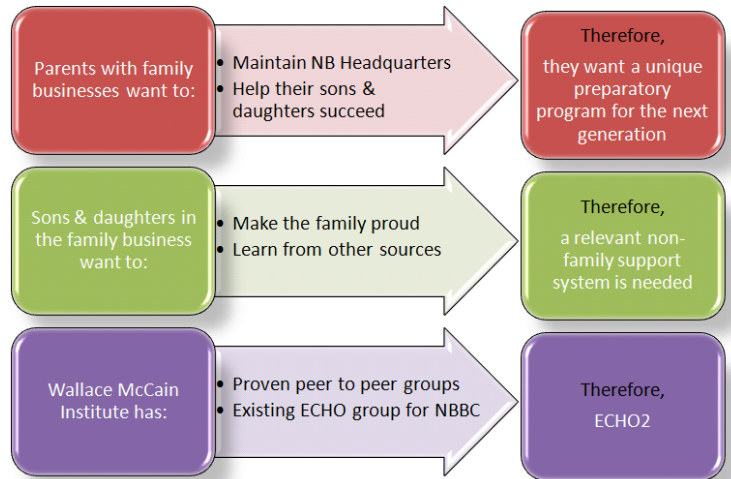 Parents with family
businesses want to:
• Maintain NB Headquarters
• Help their sons &
daughters succeed
Therefore,
they want a unique
preparatory
program for the next
generation
Sons & daughters in
the family business
want to:
• Make the family proud
• Learn from other sources
Therefore,
a relevant non-
family support
system is needed
Wallace McCain
Institute has:
• Proven peer to peer groups
• Existing ECHO group for NBBC
Therefore,
ECHO2